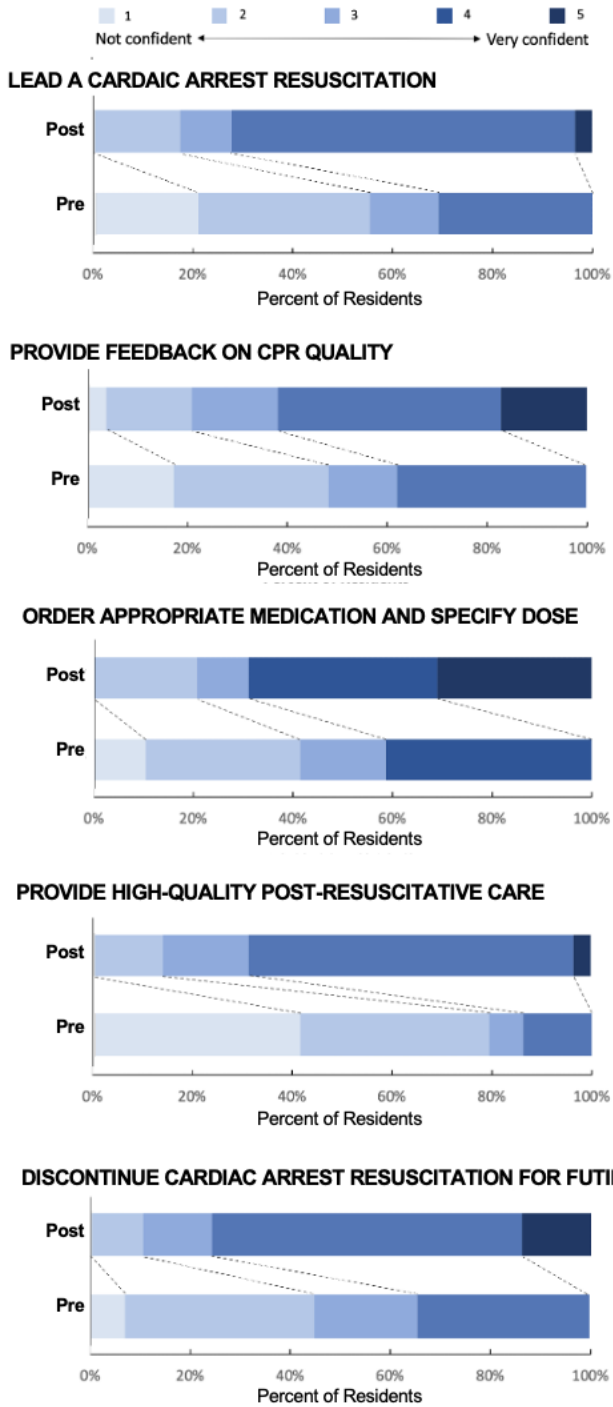 1 2 3 4 5
Not confident Very confident
LEAD A CARDAIC ARREST RESUSCITATION
Post
Pre
0% 20% 40% 60% 80% 100%
Percent of Residents
PROVIDE FEEDBACK ON CPR QUALITY
Post
Pre
0% 20% 40% 60% 80% 100%
Percent of Residents
ORDER APPROPRIATE MEDICATION AND SPECIFY DOSE
Post
Pre
0% 20% 40% 60% 80% 100%
Percent of Residents
PROVIDE HIGH-QUALITY POST-RESUSCITATIVE CARE
Post
Pre
0% 20% 40% 60% 80% 100%
Percent of Residents
DISCONTINUE CARDIAC ARREST RESUSCITATION FOR
Post
Pre
0% 20% 40% 60% 80% 100%
Percent of Residents